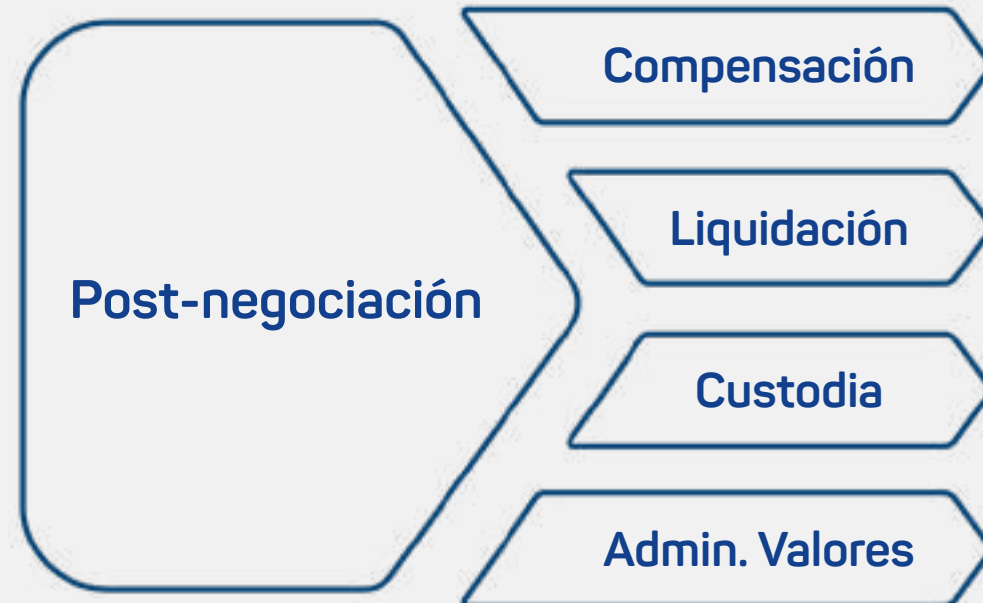 Post-negociación
Compensación
Liquidación
Custodia
Admin. Valores